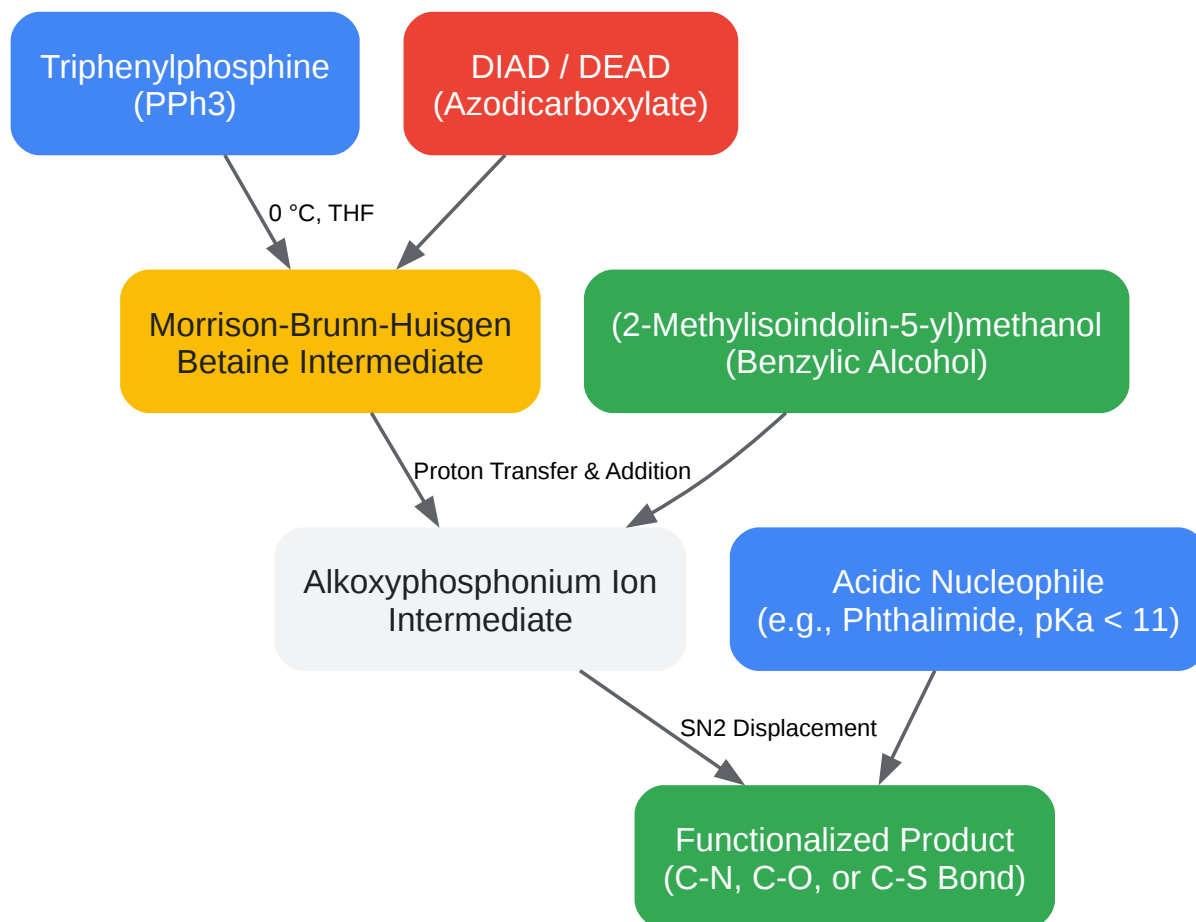 Triphenylphosphine
(PPh3)
DIAD / DEAD
(Azodicarboxylate)
0 °C, THF
Morrison-Brunn-Huisgen
Betaine Intermediate
(2-Methylisoindolin-5-yl)methanol
(Benzylic Alcohol)
Proton Transfer & Addition
Alkoxyphosphonium Ion
Intermediate
Acidic Nucleophile
(e.g., Phthalimide, pKa < 11)
SN2 Displacement
Functionalized Product
(C-N, C-O, or C-S Bond)